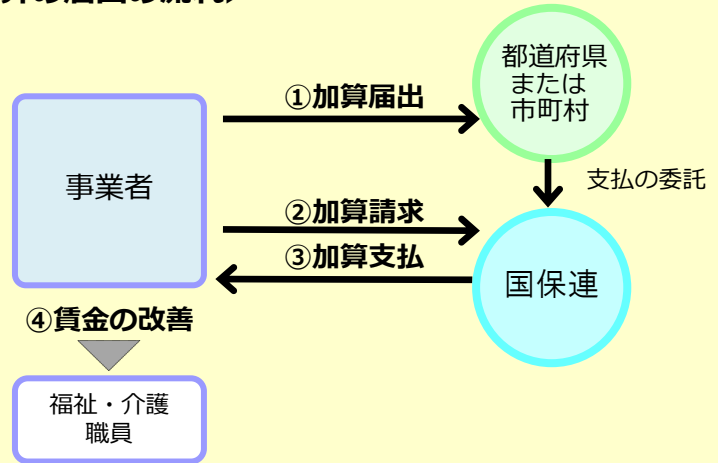 都道府県
または
市町村
①加算届出
事業者
支払の委託
②加算請求
③加算支払
国保連
④賃金の改善
福祉・介護
職員